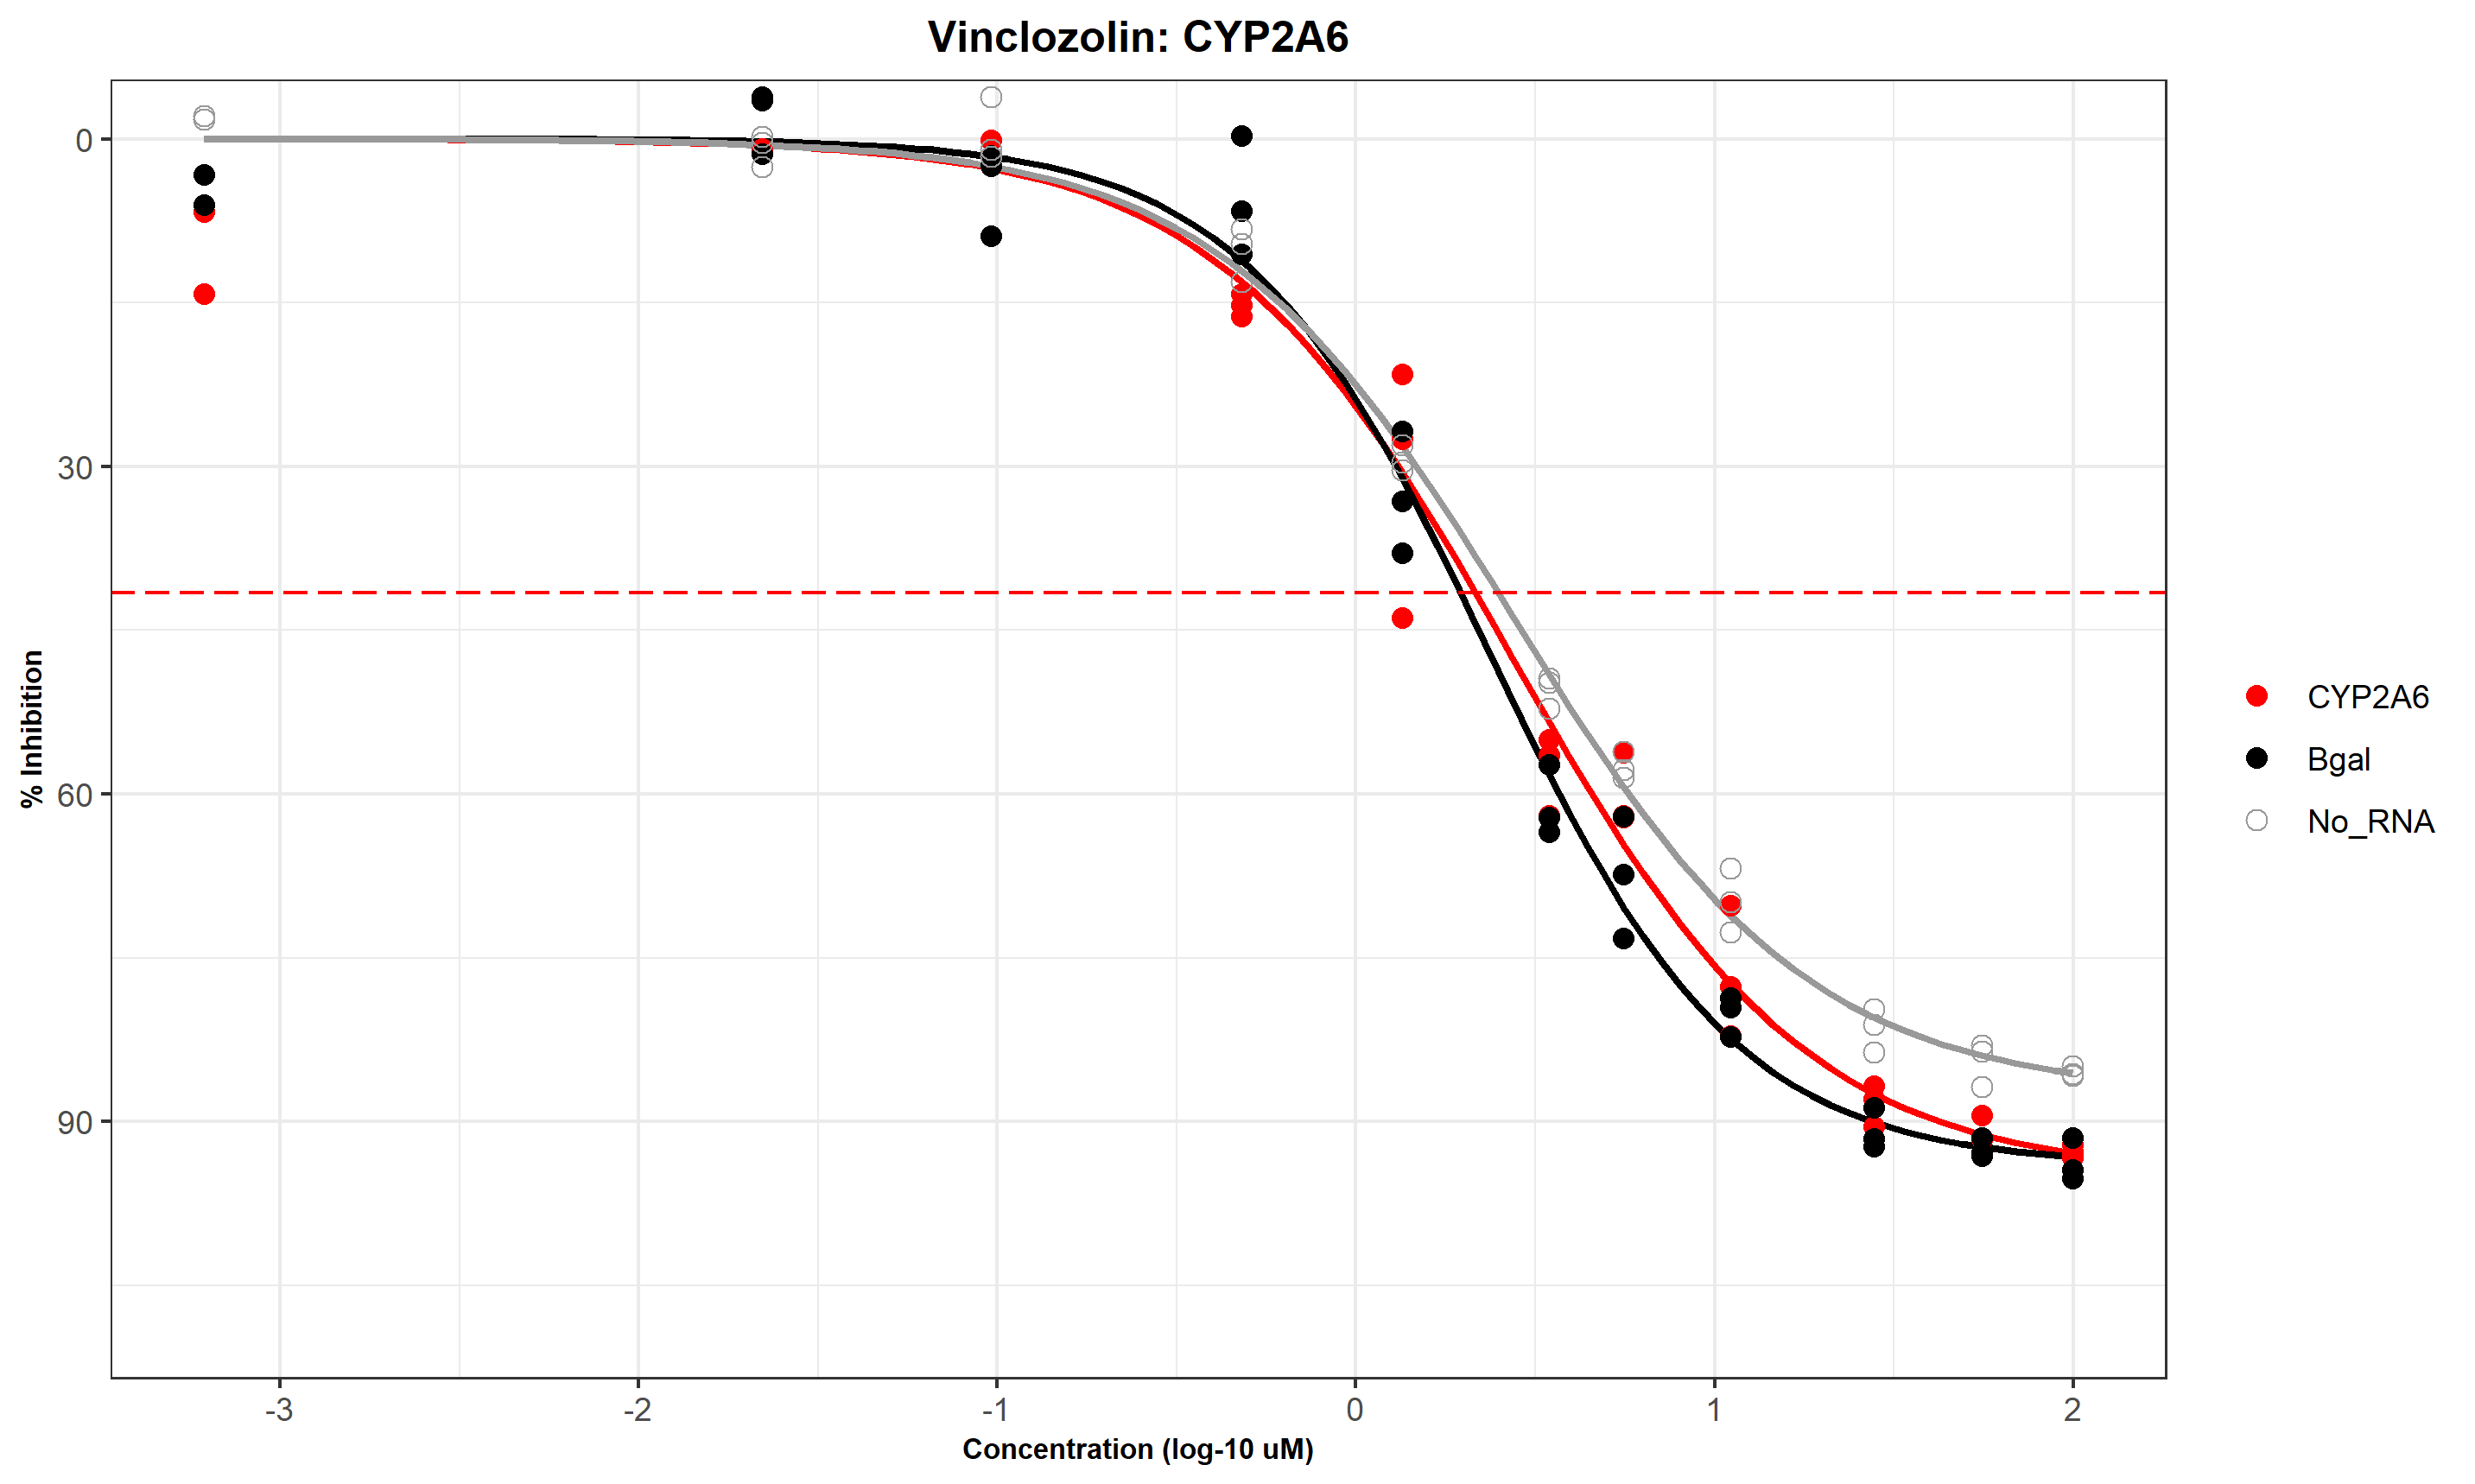 Vinclozolin: CYP2A6
0
30
60
90
% Inhibition
-3
-2
-1
0
1
2
Concentration (log-10 uM)
CYP2A6
Bgal
No_RNA